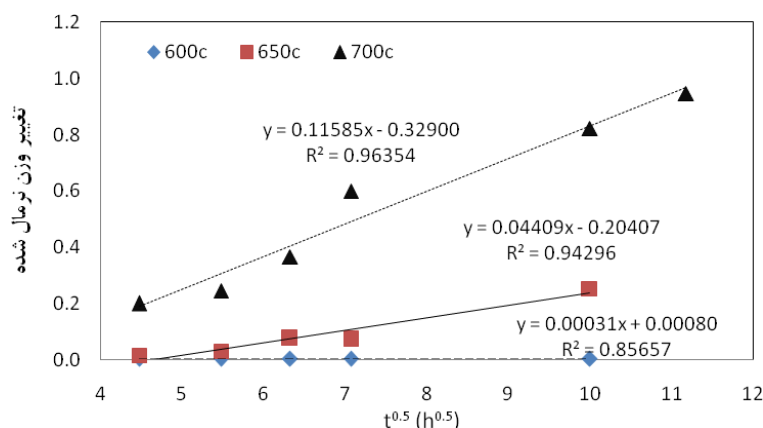 1.2
1.0
0.8
0.6
0.4
0.2
0.0
تغییر وزن نرمال شده
600c 650c 700c
y = 0.11585x - 0.32900
R² = 0.96354
y = 0.04409x - 0.20407
R² = 0.94296
y = 0.00031x + 0.00080
R² = 0.85657
4 5 6 7 8 9 10 11 12
t⁰·⁵ (h⁰·⁵)